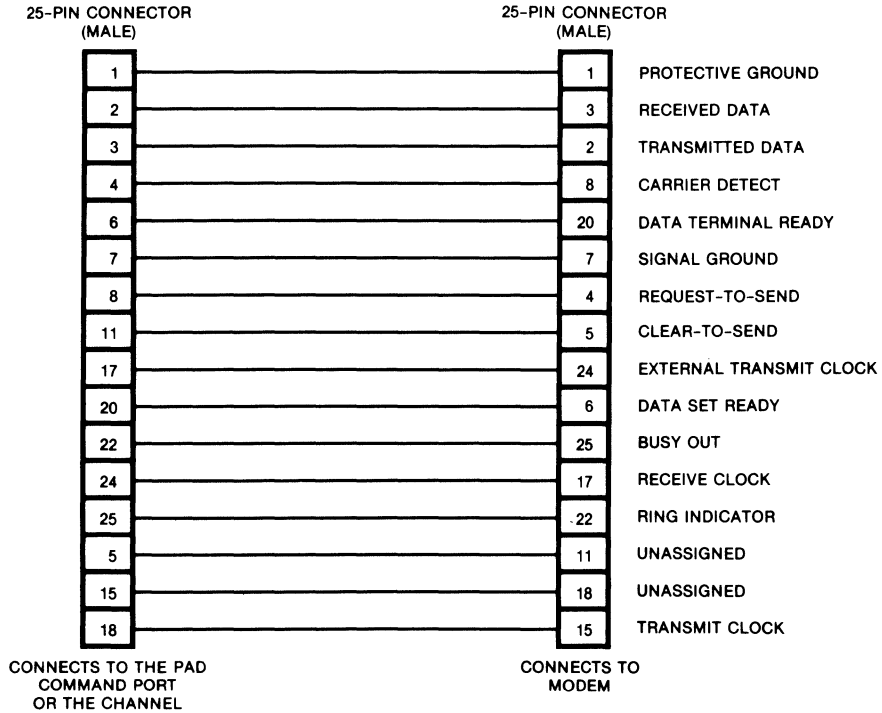 25-PIN CONNECTOR 25-PIN CONNECTOR
(MALE) (MALE)
1 1 PROTECTIVE GROUND
2 3 RECEIVED DATA
3 2 TRANSMITTED DATA
4 8 CARRIER DETECT
6 20 DATA TERMINAL READY
7 7 SIGNAL GROUND
8 4 REQUEST-TO-SEND
11 5 CLEAR-TO-SEND
17 24 EXTERNAL TRANSMIT CLOCK
20 6 DATA SET READY
22 25 BUSY OUT
24 17 RECEIVE CLOCK
25 22 RING INDICATOR
5 11 UNASSIGNED
15 18 UNASSIGNED
18 15 TRANSMIT CLOCK
CONNECTS TO THE PAD CONNECTS TO
COMMAND PORT MODEM
OR THE CHANNEL